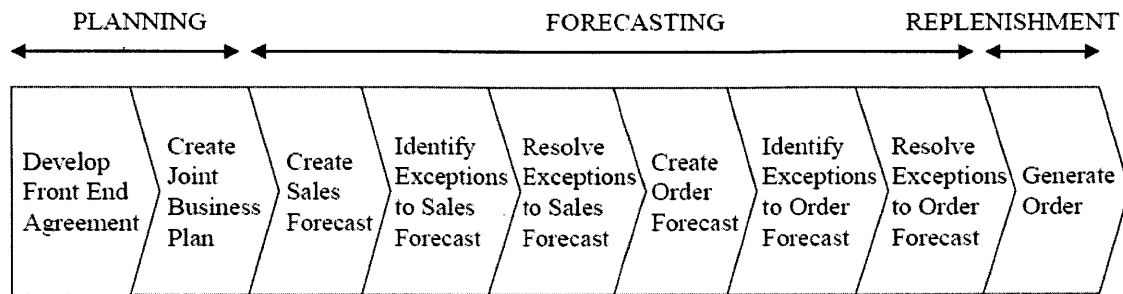 PLANNING
FORECASTING
REPLENISHMENT
Develop
Front End
Agreement
Create
Joint
Business
Plan
Create
Sales
Forecast
Identify
Exceptions
to Sales
Forecast
Resolve
Exceptions
to Sales
Forecast
Create
Order
Forecast
Identify
Exceptions
to Order
Forecast
Resolve
Exceptions
to Order
Forecast
Generate
Order